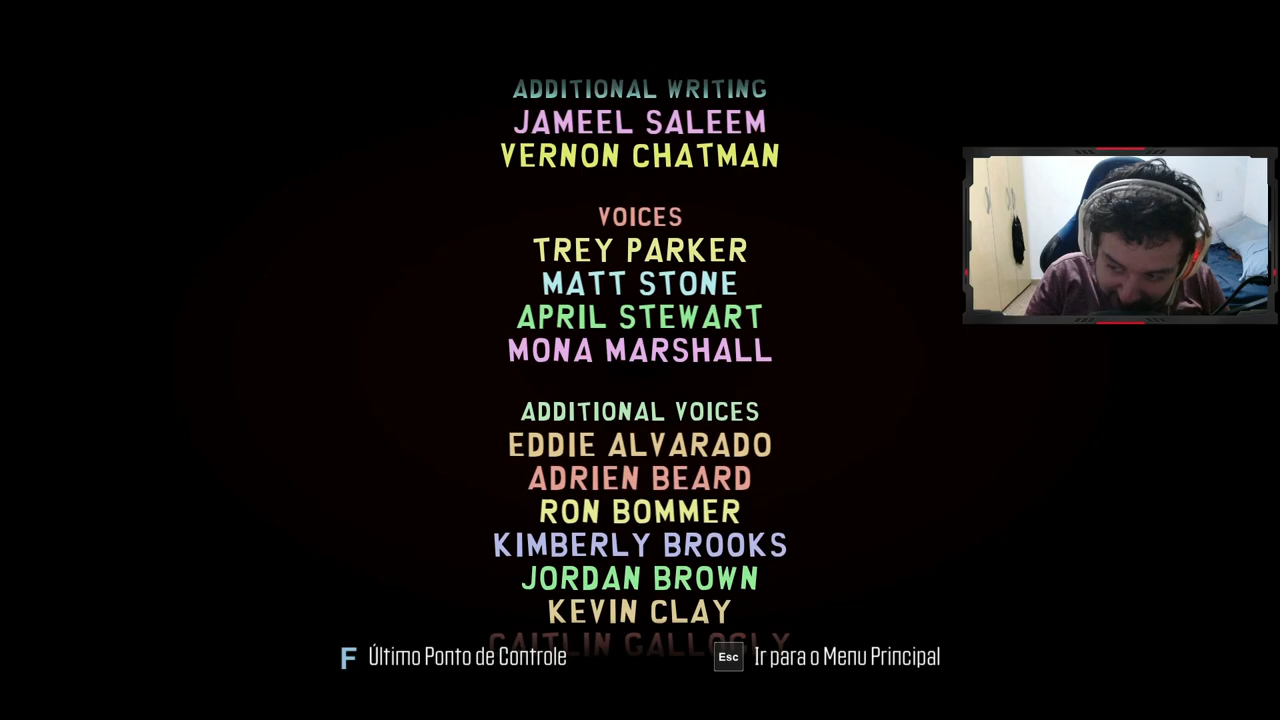 ADDITIONAL WRITING
JAMEEL SALEEM
VERNON CHATMAN
VOICES
TREY PARKER
MATT STONE
APRIL STEWART
MONA MARSHALL
ADDITIONAL VOICES
EDDIE ALVARADO
ADRIEN BEARD
RON BOMMER
KIMBERLY BROOKS
JORDAN BROWN
KEVIN CLAY
CAITLIN GALLOGLY
F Último Ponto de Controle
Esc Ir para o Menu Principal